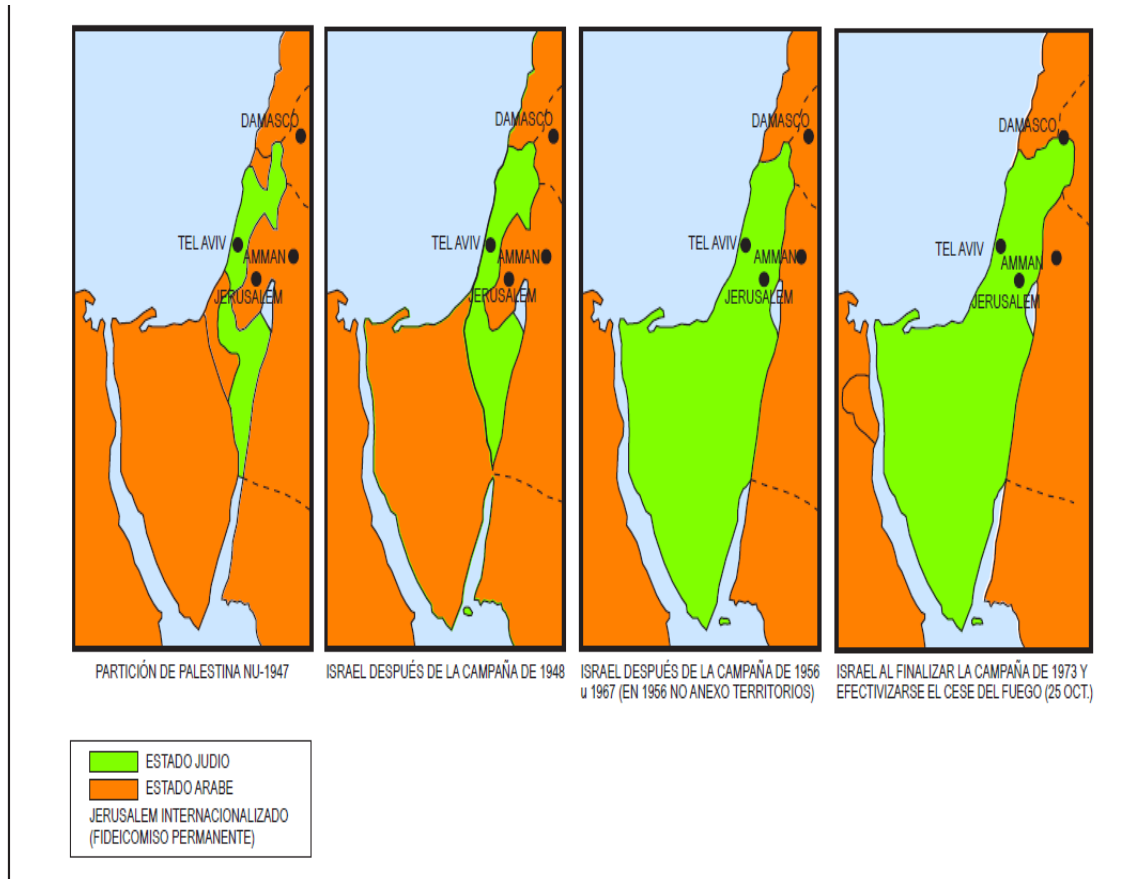 DAMASCO
TEL AVIV
AMMAN
JERUSALEM
PARTICIÓN DE PALESTINA NU-1947
DAMASCO
TEL AVIV
AMMAN
JERUSALEM
ISRAEL DESPUÉS DE LA CAMPAÑA DE 1948
DAMASCO
TEL AVIV
AMMAN
JERUSALEM
ISRAEL DESPUÉS DE LA CAMPAÑA DE 1956
u 1967 (EN 1956 NO ANEXO TERRITORIOS)
DAMASCO
TEL AVIV
AMMAN
JERUSALEM
ISRAEL AL FINALIZAR LA CAMPAÑA DE 1973 Y
EFECTIVIZARSE EL CESE DEL FUEGO (25 OCT.)
ESTADO JUDIO
ESTADO ARABE
JERUSALEM INTERNACIONALIZADO
(FIDEICOMISO PERMANENTE)